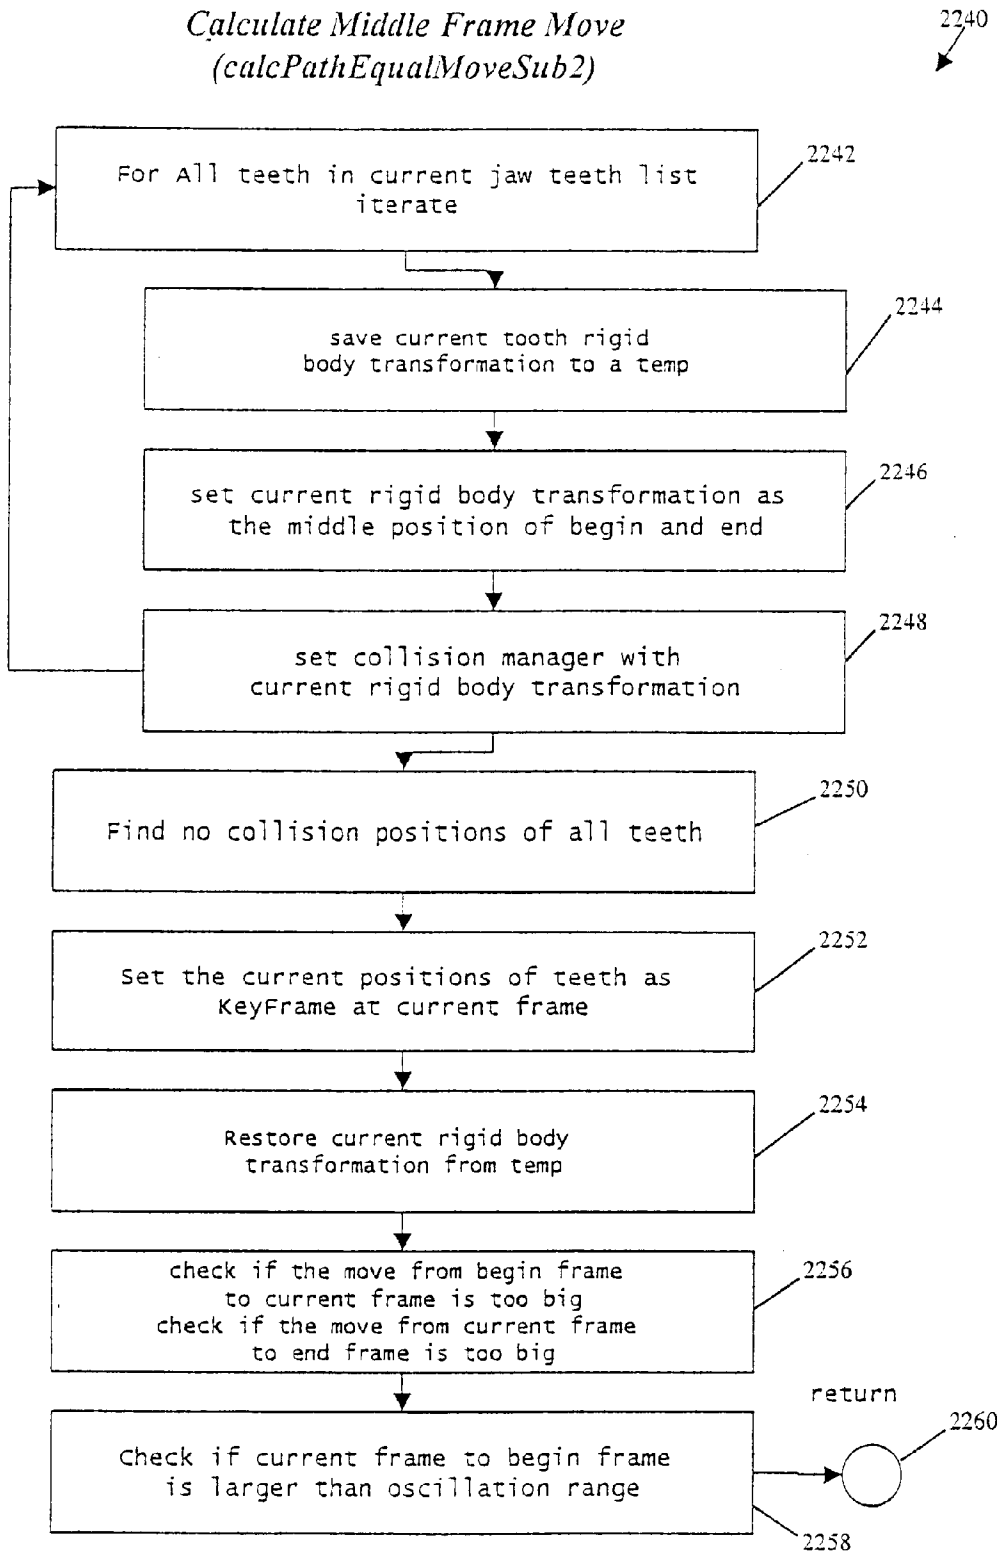 Calculate Middle Frame Move
(calcPathEqualMoveSub2)
2240
2242
For All teeth in current jaw teeth list
iterate
2244
save current tooth rigid
body transformation to a temp
2246
set current rigid body transformation as
the middle position of begin and end
2248
set collision manager with
current rigid body transformation
2250
Find no collision positions of all teeth
2252
Set the current positions of teeth as
KeyFrame at current frame
2254
Restore current rigid body
transformation from temp
2256
check if the move from begin frame
to current frame is too big
check if the move from current frame
to end frame is too big
return
2260
Check if current frame to begin frame
is larger than oscillation range
2258